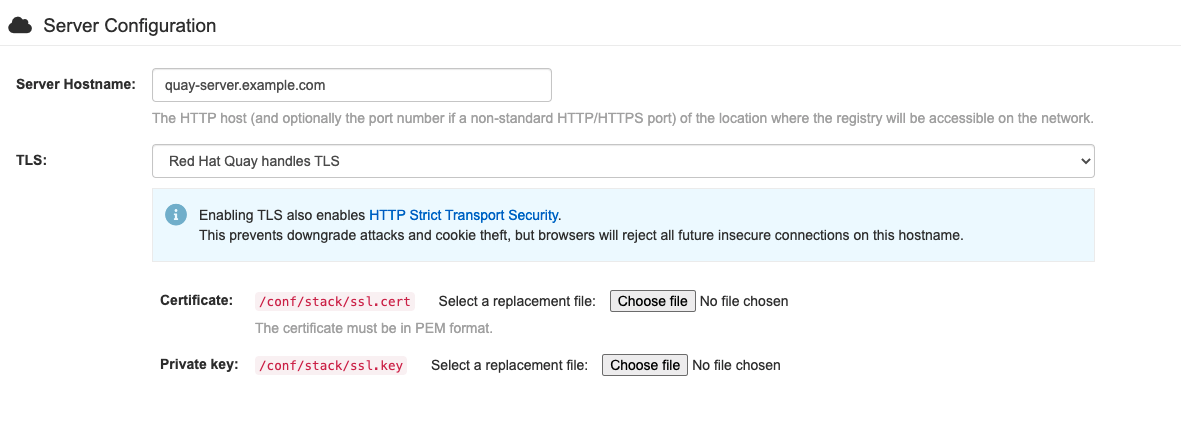 Server Configuration
Server Hostname: quay-server.example.com
The HTTP host (and optionally the port number if a non-standard HTTP/HTTPS port) of the location where the registry will be accessible on the network.
TLS: Red Hat Quay handles TLS
Enabling TLS also enables HTTP Strict Transport Security.
This prevents downgrade attacks and cookie theft, but browsers will reject all future insecure connections on this hostname.
Certificate: /conf/stack/ssl.cert Select a replacement file: Choose file No file chosen
The certificate must be in PEM format.
Private key: /conf/stack/ssl.key Select a replacement file: Choose file No file chosen